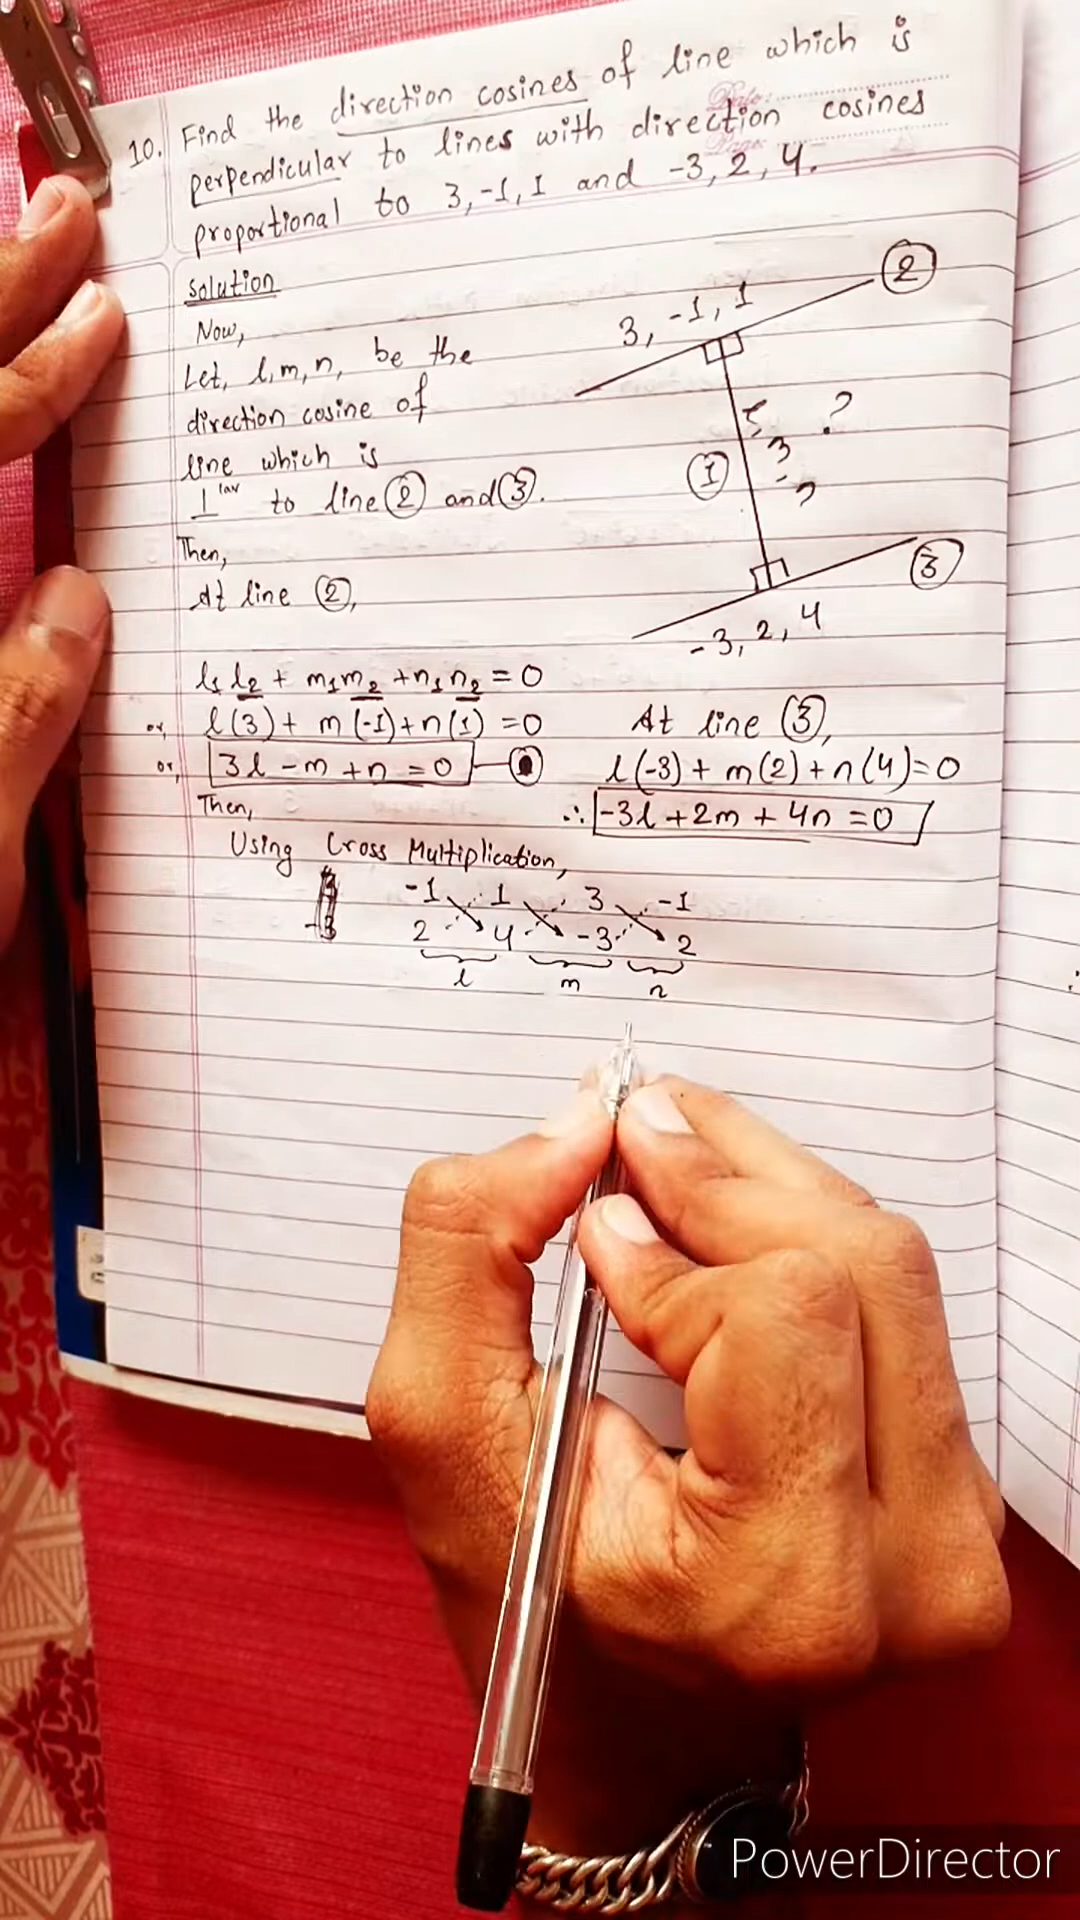 10. Find the direction cosines of line which is
perpendicular to lines with direction cosines
proportional to 3, -1, 1 and -3, 2, 4.
Solution
Now,
Let, l, m, n, be the
direction cosine of
line which is
⊥lar to line ② and ③.
Then,
At line ②,
②
3, -1, 1
?
①
③
-3, 2, 4
l₁ l₂ + m₁m₂ + n₁n₂ = 0
or, l(3) + m(-1) + n(1) = 0
or, 3l - m + n = 0
At line ③,
l(-3) + m(2) + n(4) = 0
∴ -3l + 2m + 4n = 0
Then,
Using Cross Multiplication,
-1 1 3 -1
2 4 -3 2
l m n
PowerDirector